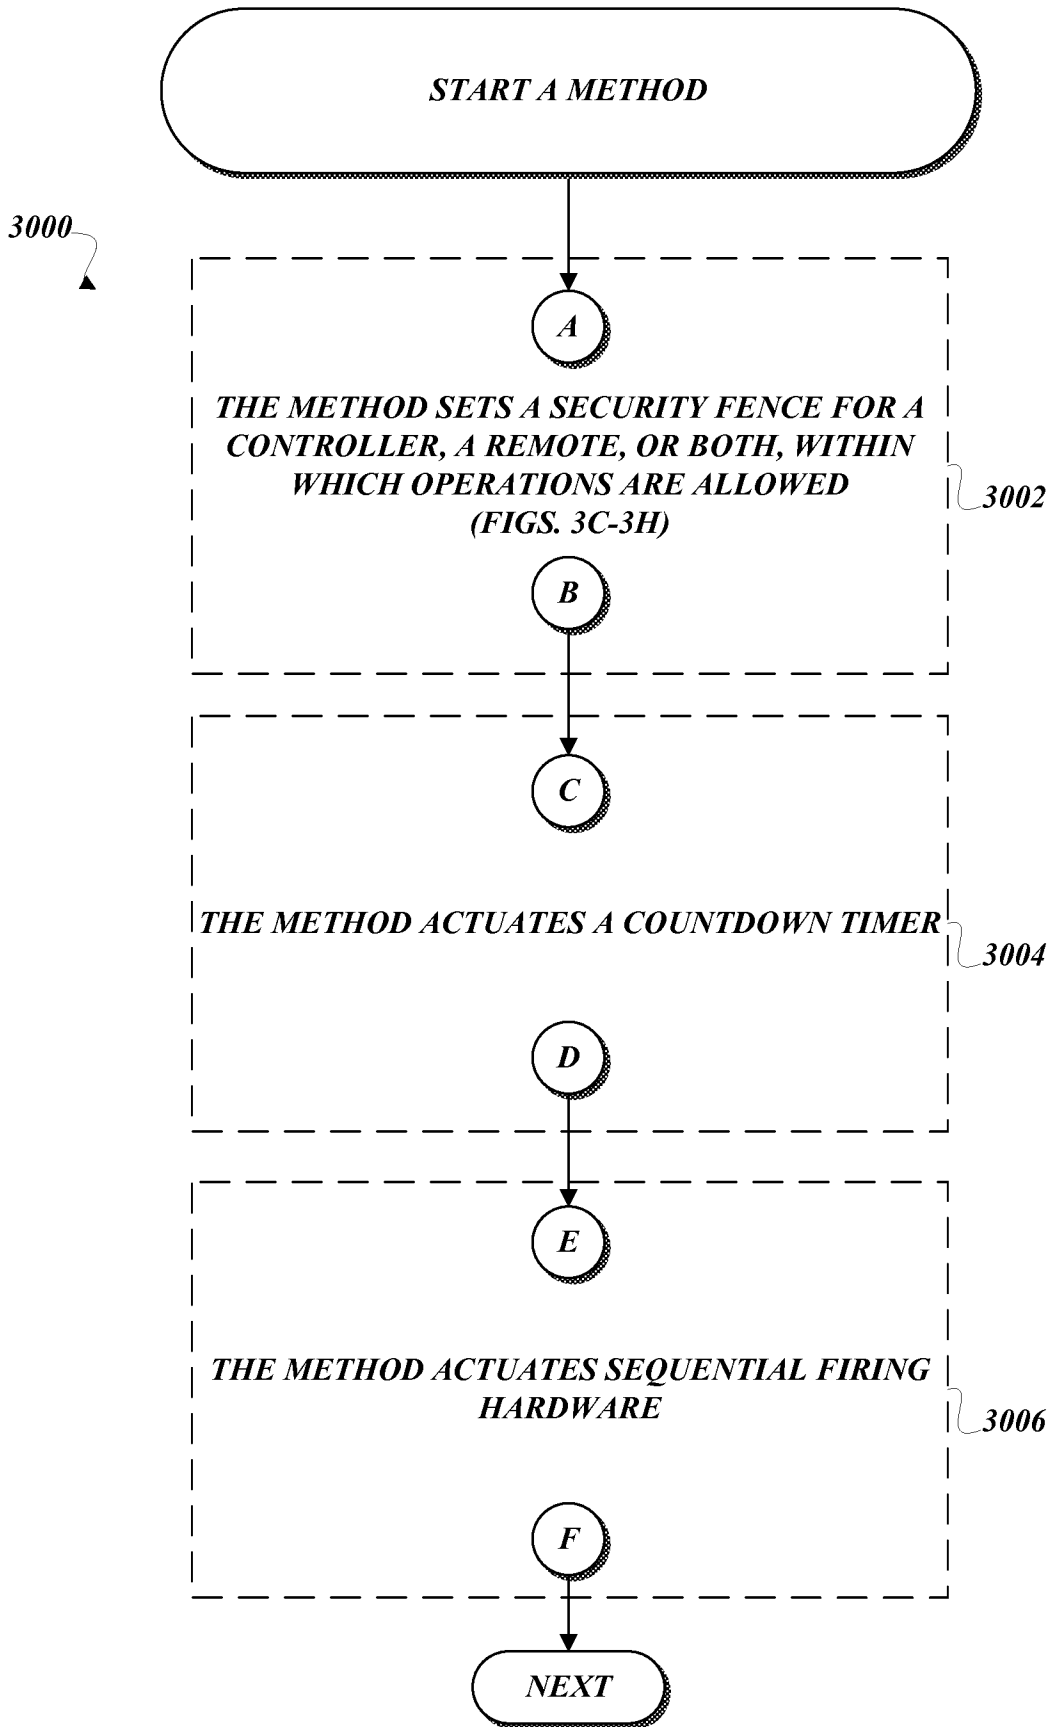 START A METHOD
3000
A
THE METHOD SETS A SECURITY FENCE FOR A
CONTROLLER, A REMOTE, OR BOTH, WITHIN
WHICH OPERATIONS ARE ALLOWED
(FIGS. 3C-3H)
3002
B
C
THE METHOD ACTUATES A COUNTDOWN TIMER
3004
D
E
THE METHOD ACTUATES SEQUENTIAL FIRING
HARDWARE
3006
F
NEXT